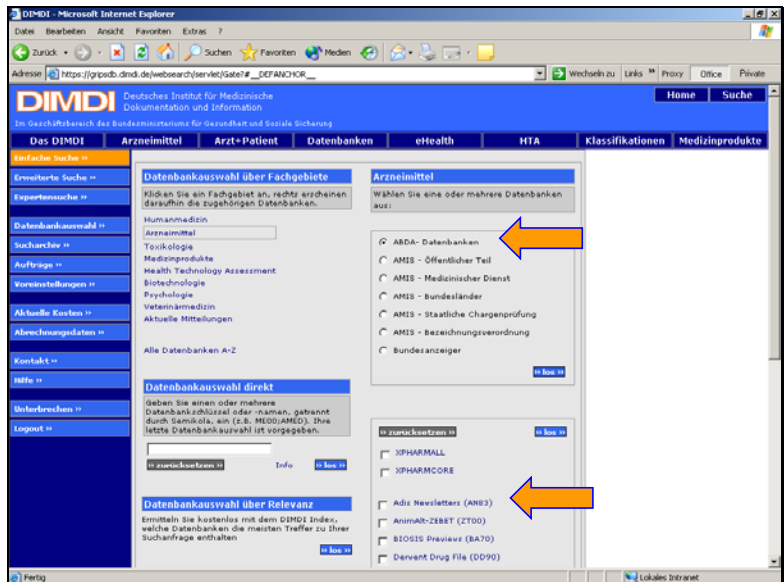 DIMDI - Microsoft Internet Explorer
Datei Bearbeiten Ansicht Favoriten Extras ?
Zurück Suchen Favoriten Medien
Adresse https://gripsdb.dimdi.de/websearch/servlet/Gate?#__DEFANCHOR__ Wechseln zu Links » Proxy Office Private
DIMDI Deutsches Institut für Medizinische
Dokumentation und Information
Home Suche
Im Geschäftsbereich des Bundesministeriums für Gesundheit und Soziale Sicherung
Das DIMDI Arzneimittel Arzt+Patient Datenbanken eHealth HTA Klassifikationen Medizinprodukte
Einfache Suche »
Erweiterte Suche »
Expertensuche »
Datenbankauswahl »
Sucharchiv »
Aufträge »
Voreinstellungen »
Aktuelle Kosten »
Abrechnungsdaten »
Kontakt »
Hilfe »
Unterbrechen »
Logout »
Datenbankauswahl über Fachgebiete
Klicken Sie ein Fachgebiet an, rechts erscheinen
daraufhin die zugehörigen Datenbanken.
Humanmedizin
Arzneimittel
Toxikologie
Medizinprodukte
Health Technology Assessment
Biotechnologie
Psychologie
Veterinärmedizin
Aktuelle Mitteilungen
Alle Datenbanken A-Z
Datenbankauswahl direkt
Geben Sie einen oder mehrere
Datenbankschlüssel oder -namen, getrennt
durch Semikola, ein (z.B. ME00;AMED). Ihre
letzte Datenbankauswahl ist vorgegeben.
» zurücksetzen » Info » los »
Datenbankauswahl über Relevanz
Ermitteln Sie kostenlos mit dem DIMDI Index,
welche Datenbanken die meisten Treffer zu Ihrer
Suchanfrage enthalten
» los »
Arzneimittel
Wählen Sie eine oder mehrere Datenbanken
aus:
ABDA- Datenbanken
AMIS - Öffentlicher Teil
AMIS - Medizinischer Dienst
AMIS - Bundesländer
AMIS - Staatliche Chargenprüfung
AMIS - Bezeichnungsverordnung
Bundesanzeiger
» los »
» zurücksetzen » » los »
XPHARMALL
XPHARMCORE
Adis Newsletters (AN83)
AnimAlt-ZEBET (ZT00)
BIOSIS Previews (BA70)
Derwent Drug File (DD90)
Fertig Lokales Intranet